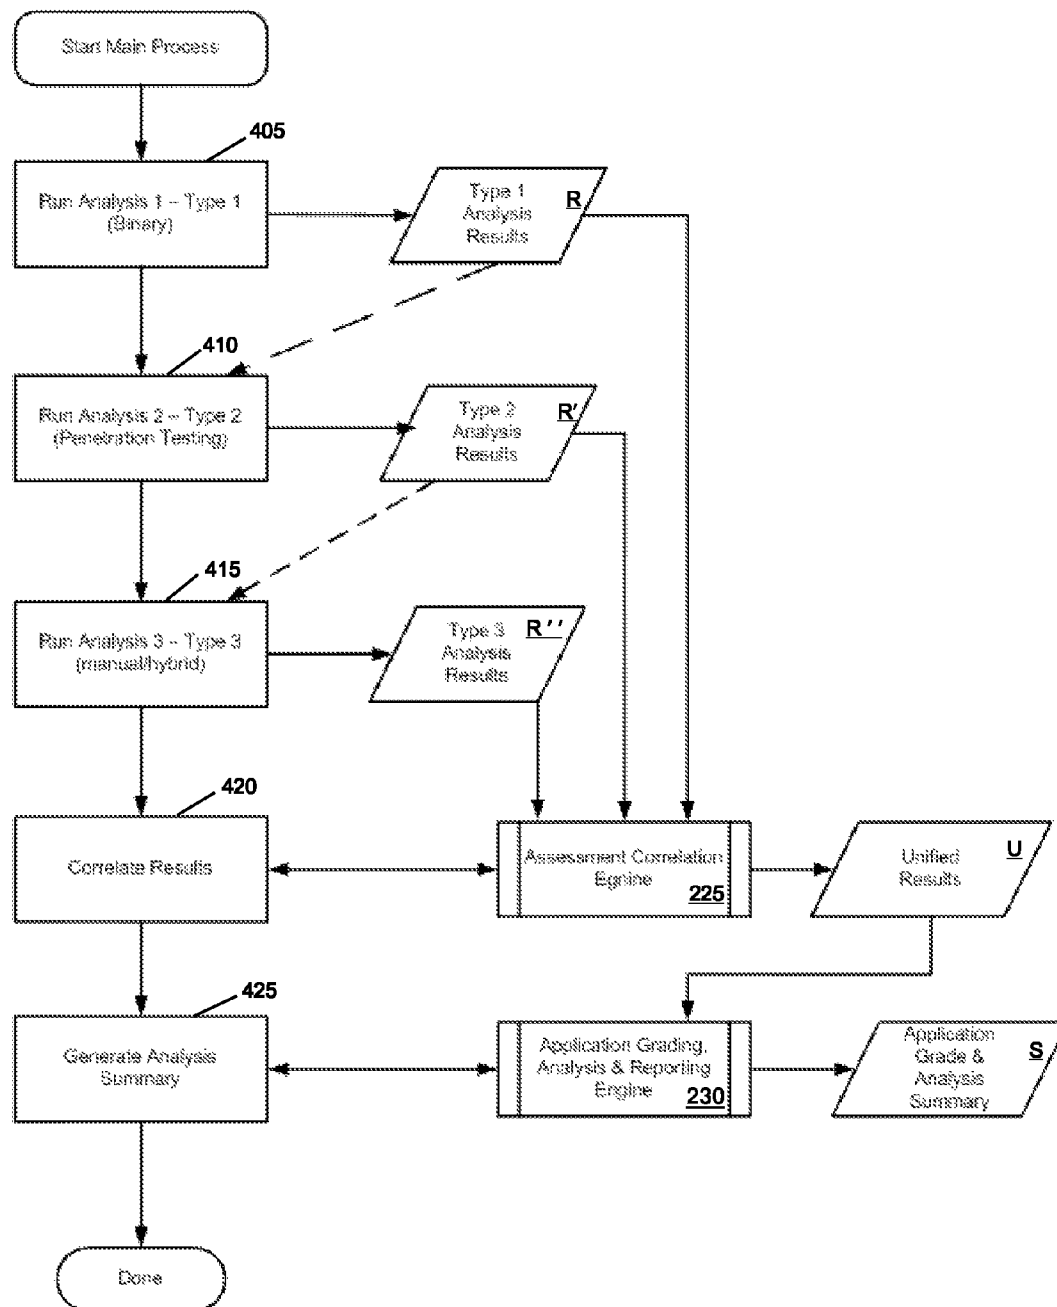 Start Main Process
405
Run Analysis 1 – Type 1
(Binary)
Type 1
Analysis
Results
R
410
Run Analysis 2 – Type 2
(Penetration Testing)
Type 2
Analysis
Results
R'
415
Run Analysis 3 – Type 3
(manual/hybrid)
Type 3
Analysis
Results
R''
420
Correlate Results
Assessment Correlation
Egnine
225
Unified
Results
U
425
Generate Analysis
Summary
Application Grading,
Analysis & Reporting
Engine
230
Application
Grade &
Analysis
Summary
S
Done